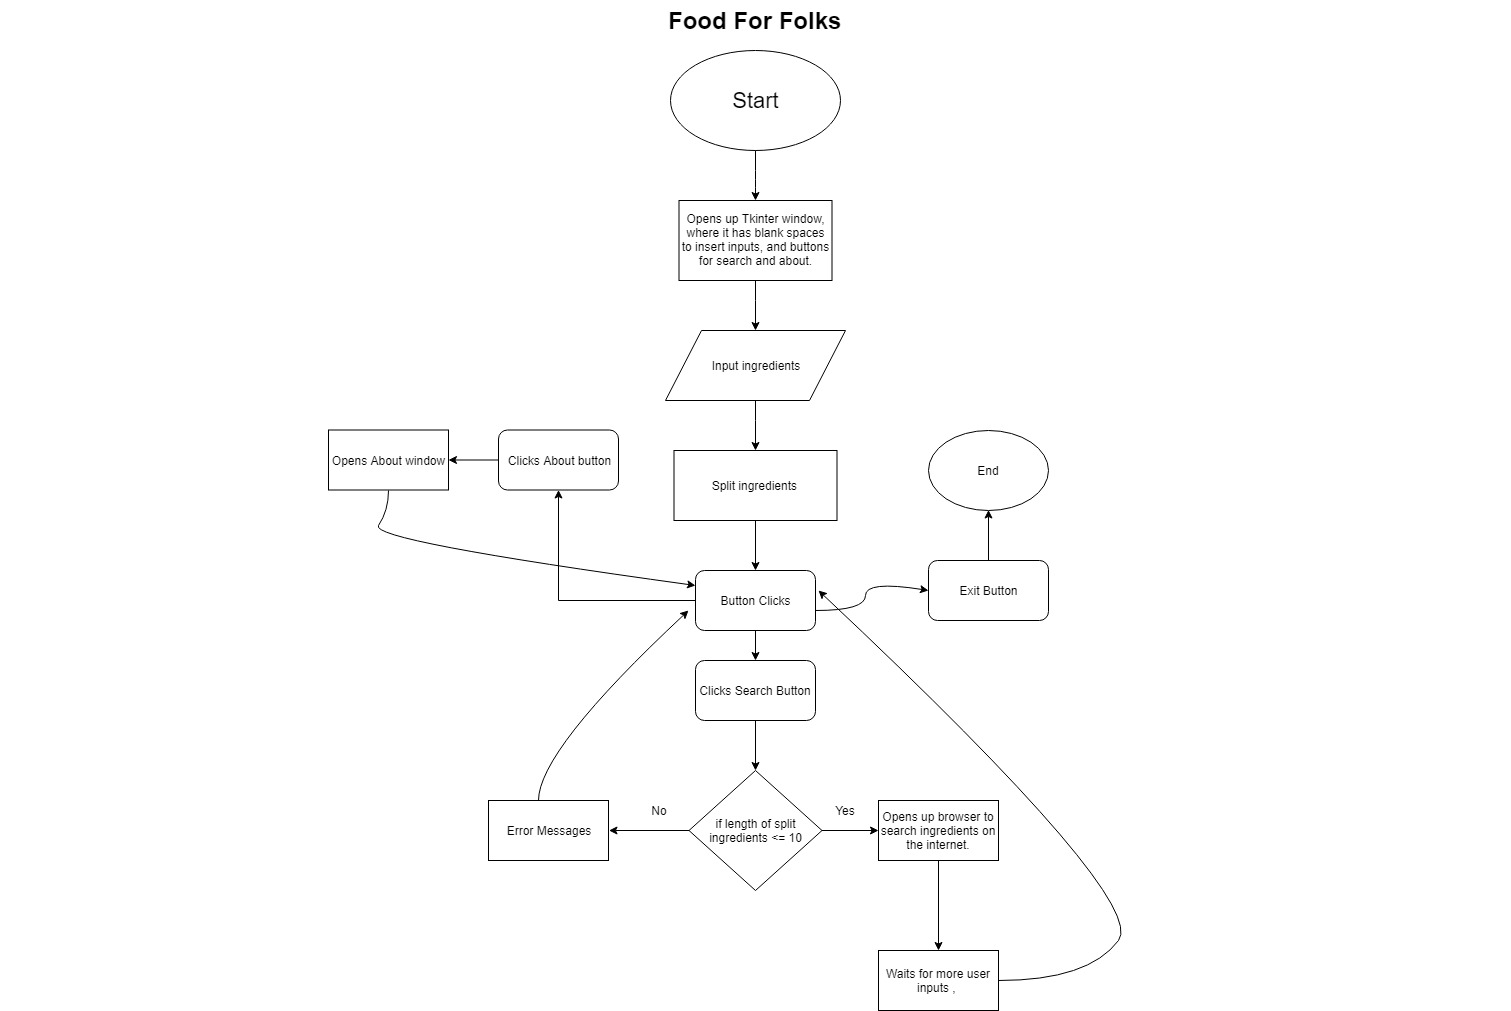 Food For Folks
Start
Opens up Tkinter window,
where it has blank spaces
to insert inputs, and buttons
for search and about.
Input ingredients
Opens About window
Clicks About button
Split ingredients
End
Button Clicks
Exit Button
Clicks Search Button
No
Yes
Error Messages
if length of split
ingredients <= 10
Opens up browser to
search ingredients on
the internet.
Waits for more user
inputs ,